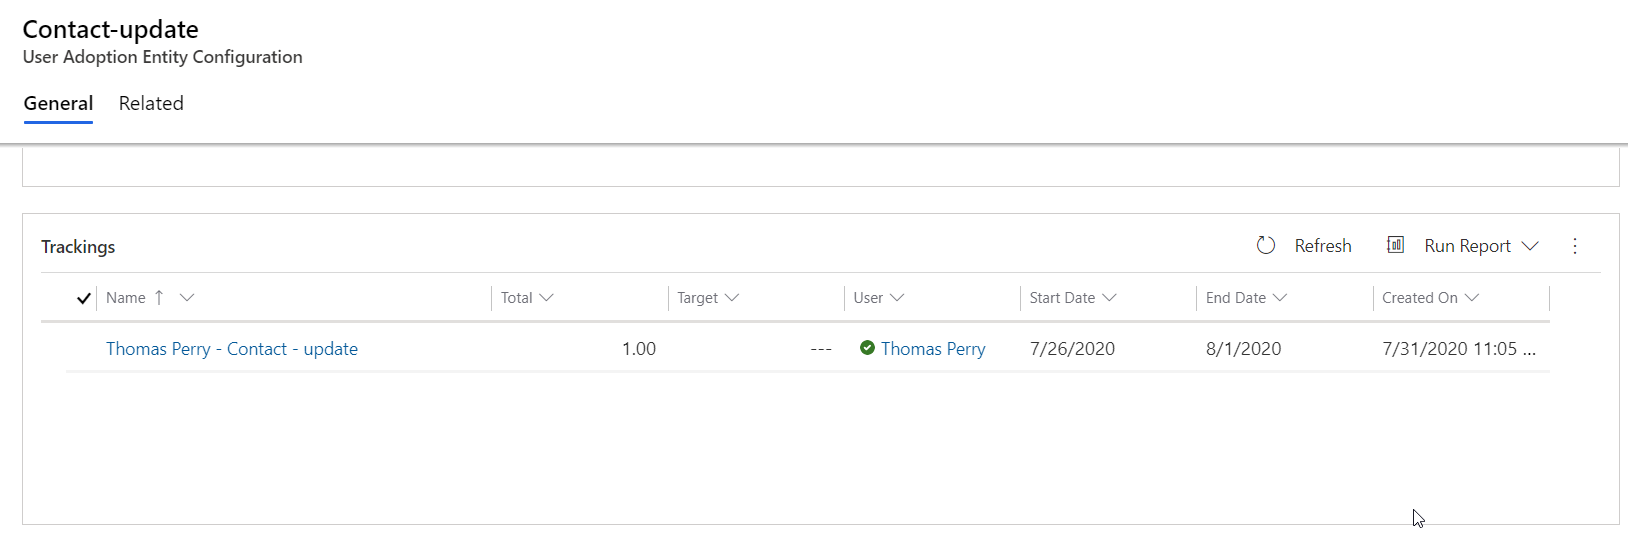 Contact-update
User Adoption Entity Configuration
General Related
Trackings Refresh Run Report
Name ↑ Total Target User Start Date End Date Created On
Thomas Perry - Contact - update 1.00 --- Thomas Perry 7/26/2020 8/1/2020 7/31/2020 11:05 ...